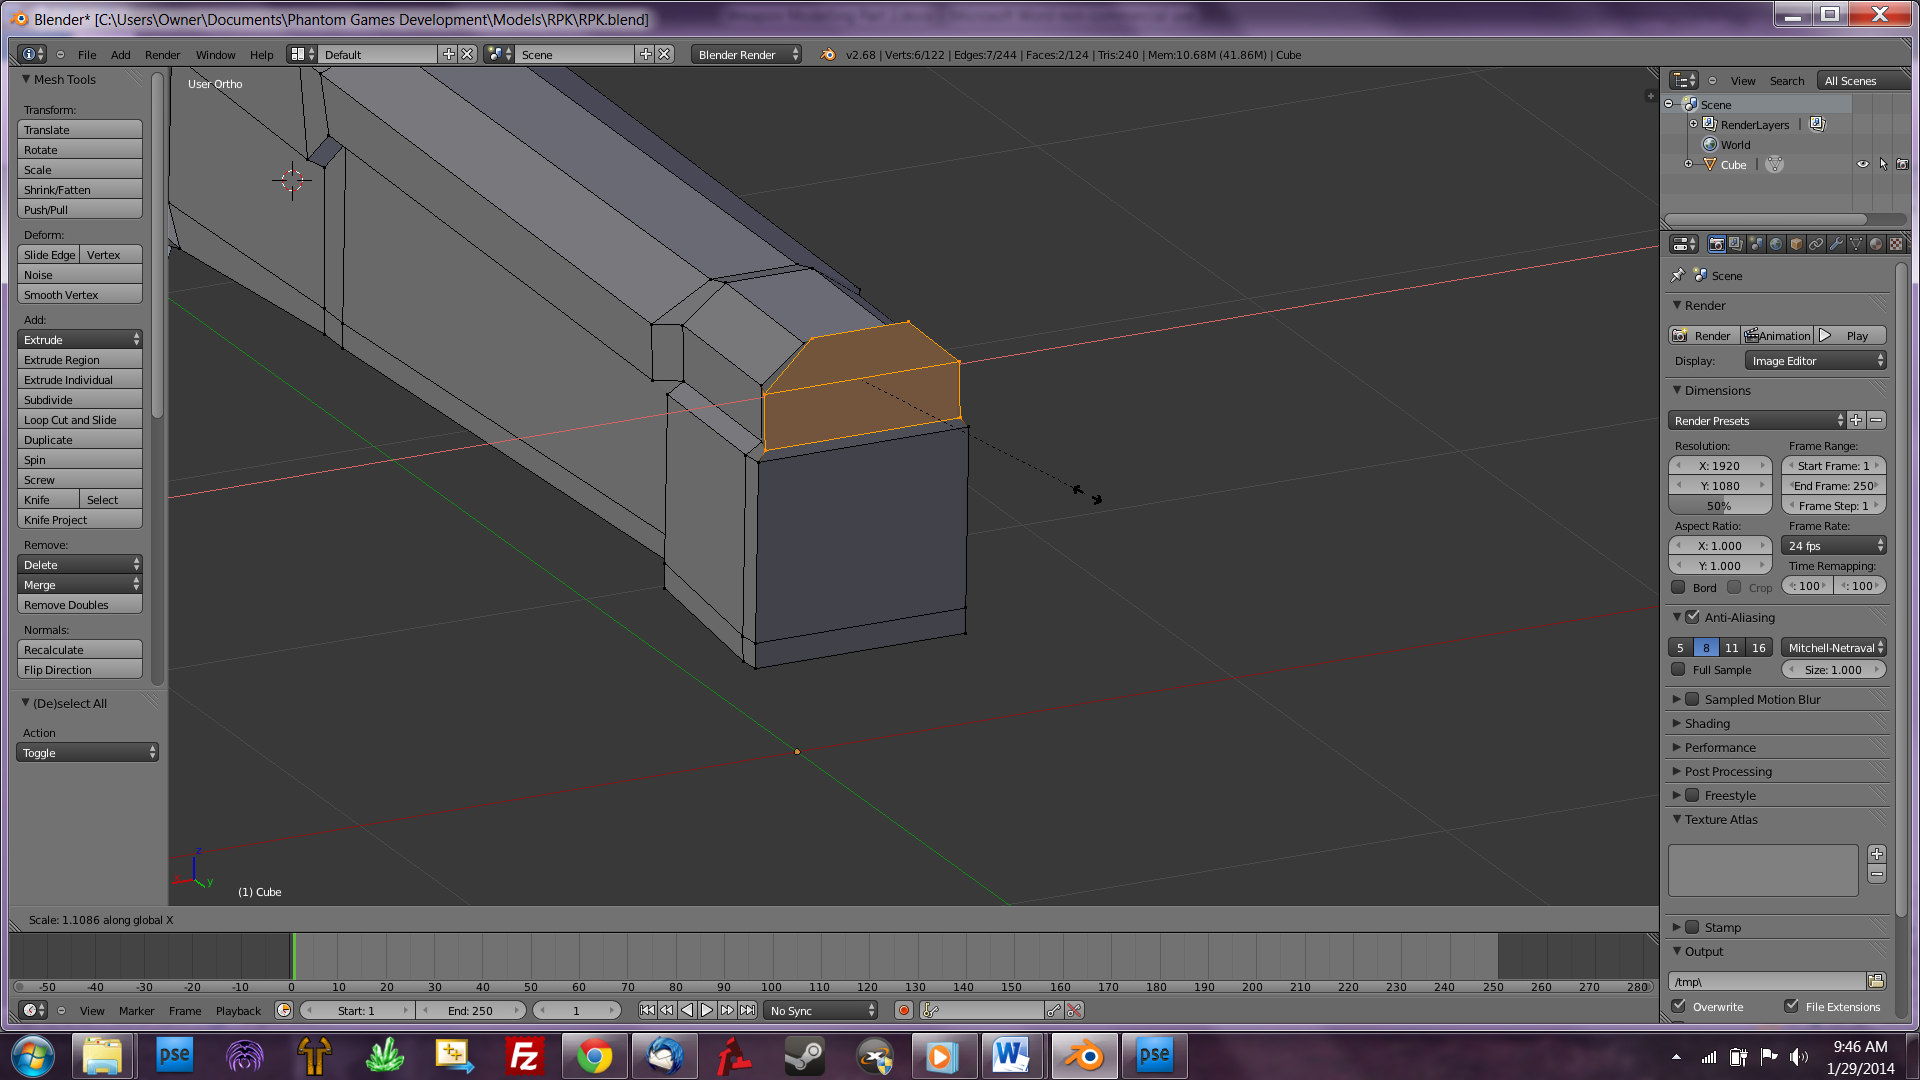 Blender* [C:\Users\Owner\Documents\Phantom Games Development\Models\RPK\RPK.blend]
File Add Render Window Help Default Scene Blender Render v2.68 | Verts:6/122 | Edges:7/244 | Faces:2/124 | Tris:240 | Mem:10.68M (41.86M) | Cube
Mesh Tools
Transform:
Translate
Rotate
Scale
Shrink/Fatten
Push/Pull
Deform:
Slide Edge Vertex
Noise
Smooth Vertex
Add:
Extrude
Extrude Region
Extrude Individual
Subdivide
Loop Cut and Slide
Duplicate
Spin
Screw
Knife Select
Knife Project
Remove:
Delete
Merge
Remove Doubles
Normals:
Recalculate
Flip Direction
(De)select All
Action
Toggle
User Ortho
z
x
y
(1) Cube
Scale: 1.1086 along global X
View Search All Scenes
Scene
RenderLayers |
World
Cube |
Scene
Render
Render Animation Play
Display: Image Editor
Dimensions
Render Presets
Resolution: Frame Range:
X: 1920 Start Frame: 1
Y: 1080 End Frame: 250
50% Frame Step: 1
Aspect Ratio: Frame Rate:
X: 1.000 24 fps
Y: 1.000 Time Remapping:
Bord Crop : 100 : 100
Anti-Aliasing
5 8 11 16 Mitchell-Netraval
Full Sample Size: 1.000
Sampled Motion Blur
Shading
Performance
Post Processing
Freestyle
Texture Atlas
Stamp
Output
/tmp\
Overwrite File Extensions
-50 -40 -30 -20 -10 0 10 20 30 40 50 60 70 80 90 100 110 120 130 140 150 160 170 180 190 200 210 220 230 240 250 260 270 280
View Marker Frame Playback Start: 1 End: 250 1 No Sync
pse Fz W pse
9:46 AM
1/29/2014